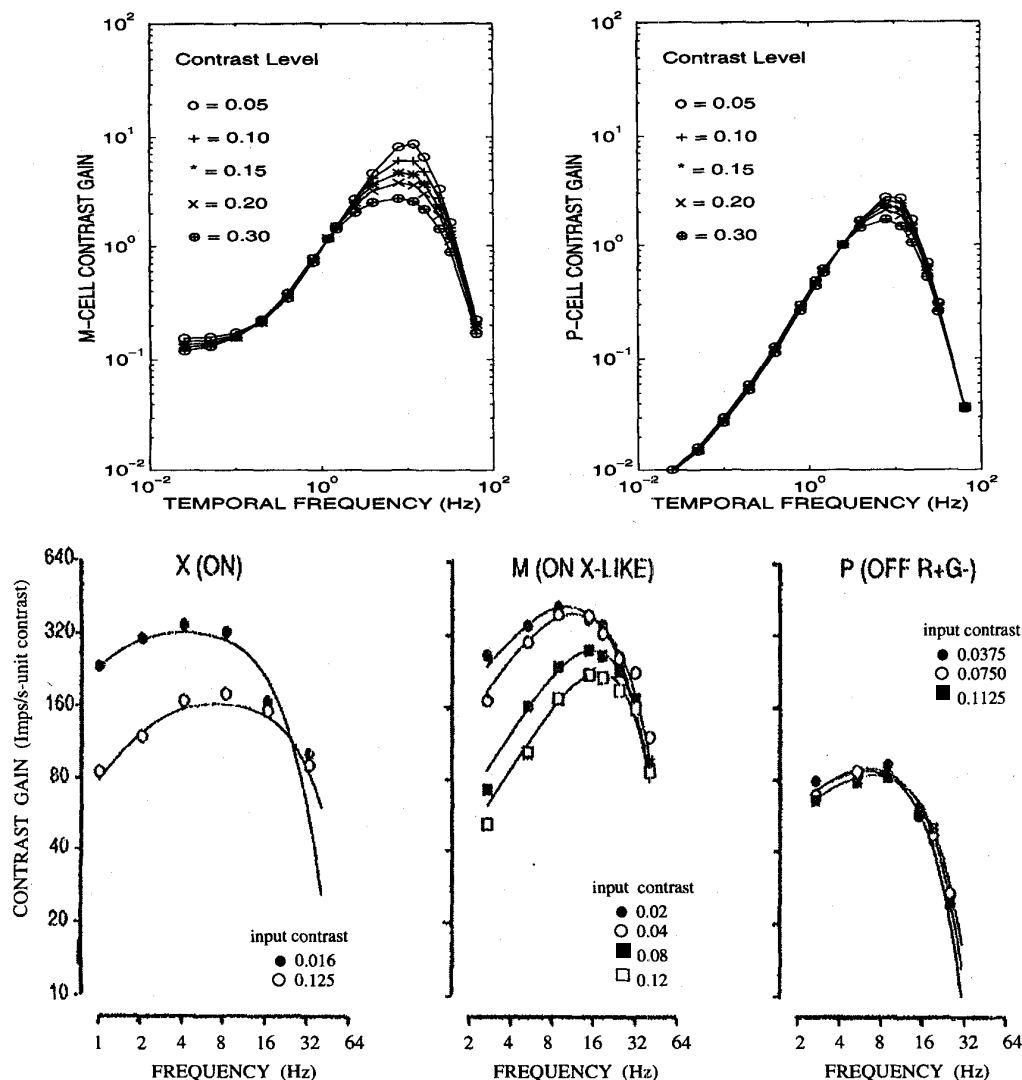 10²
Contrast Level
○ = 0.05
+ = 0.10
* = 0.15
× = 0.20
⊕ = 0.30
10¹
10⁰
10⁻¹
10⁻²
M-CELL CONTRAST GAIN
10⁻² 10⁰ 10²
TEMPORAL FREQUENCY (Hz)
10²
Contrast Level
○ = 0.05
+ = 0.10
* = 0.15
× = 0.20
⊕ = 0.30
10¹
10⁰
10⁻¹
10⁻²
P-CELL CONTRAST GAIN
10⁻² 10⁰ 10²
TEMPORAL FREQUENCY (Hz)
CONTRAST GAIN (Imps/s-unit contrast)
640
320
160
80
40
20
10
X (ON)
input contrast
● 0.016
○ 0.125
1 2 4 8 16 32 64
FREQUENCY (Hz)
M (ON X-LIKE)
input contrast
● 0.02
○ 0.04
■ 0.08
□ 0.12
2 4 8 16 32 64
FREQUENCY (Hz)
P (OFF R+G-)
input contrast
● 0.0375
○ 0.0750
■ 0.1125
2 4 8 16 32 64
FREQUENCY (Hz)